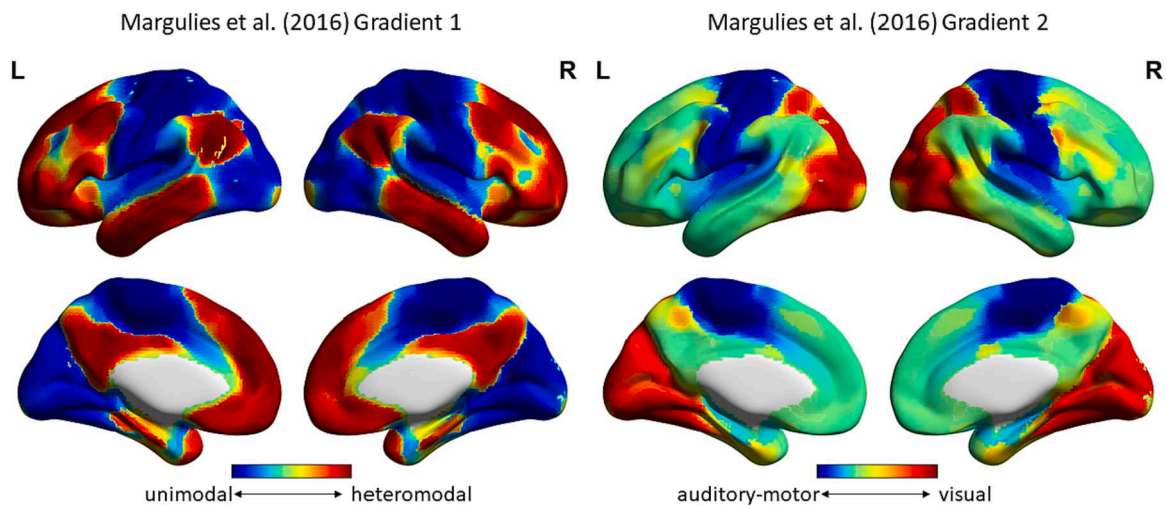 Margulies et al. (2016) Gradient 1
Margulies et al. (2016) Gradient 2
L
R
L
R
unimodal
heteromodal
auditory-motor
visual